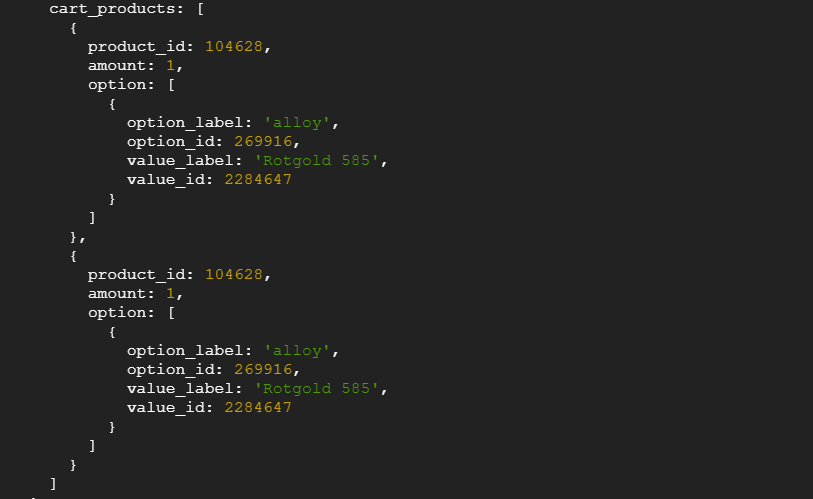 cart_products: [
{
product_id: 104628,
amount: 1,
option: [
{
option_label: 'alloy',
option_id: 269916,
value_label: 'Rotgold 585',
value_id: 2284647
}
]
},
{
product_id: 104628,
amount: 1,
option: [
{
option_label: 'alloy',
option_id: 269916,
value_label: 'Rotgold 585',
value_id: 2284647
}
]
}
]